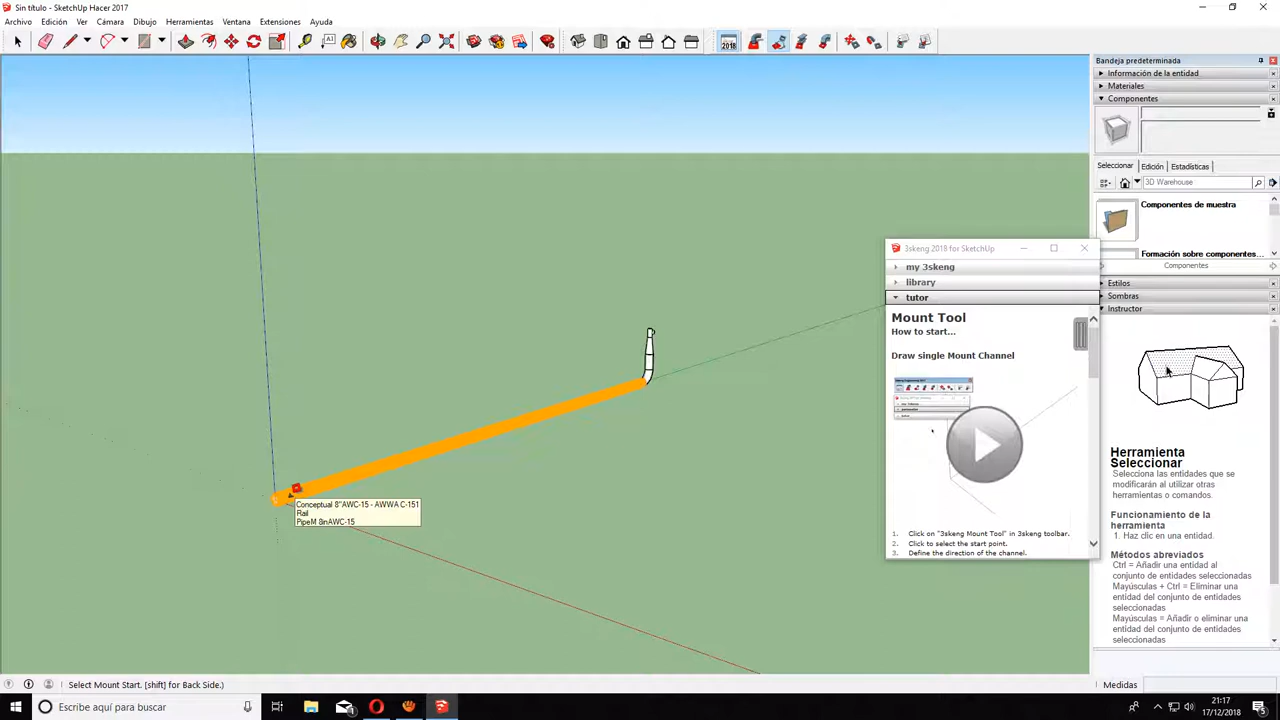 Sin título - SketchUp Hacer 2017
Archivo Edición Ver Cámara Dibujo Herramientas Ventana Extensiones Ayuda
A1
2018
Bandeja predeterminada
Información de la entidad
Materiales
Componentes
Seleccionar Edición Estadísticas
3D Warehouse
Componentes de muestra
Formación sobre componentes...
Componentes
Estilos
Sombras
Instructor
3skeng 2018 for SketchUp
my 3skeng
library
tutor
Mount Tool
How to start...
Draw single Mount Channel
1. Click on "3skeng Mount Tool" in 3skeng toolbar.
2. Click to select the start point.
3. Define the direction of the channel.
Conceptual 8"AWC-15 - AWWA C-151
Rail
PipeM 8inAWC-15
Herramienta
Seleccionar
Selecciona las entidades que se
modificarán al utilizar otras
herramientas o comandos.
Funcionamiento de la
herramienta
1. Haz clic en una entidad.
Métodos abreviados
Ctrl = Añadir una entidad al
conjunto de entidades seleccionadas
Mayúsculas + Ctrl = Eliminar una
entidad del conjunto de entidades
seleccionadas
Mayúsculas = Añadir o eliminar una
entidad del conjunto de entidades
seleccionadas
Select Mount Start. [shift] for Back Side.)
Medidas
Escribe aquí para buscar
21:17
17/12/2018